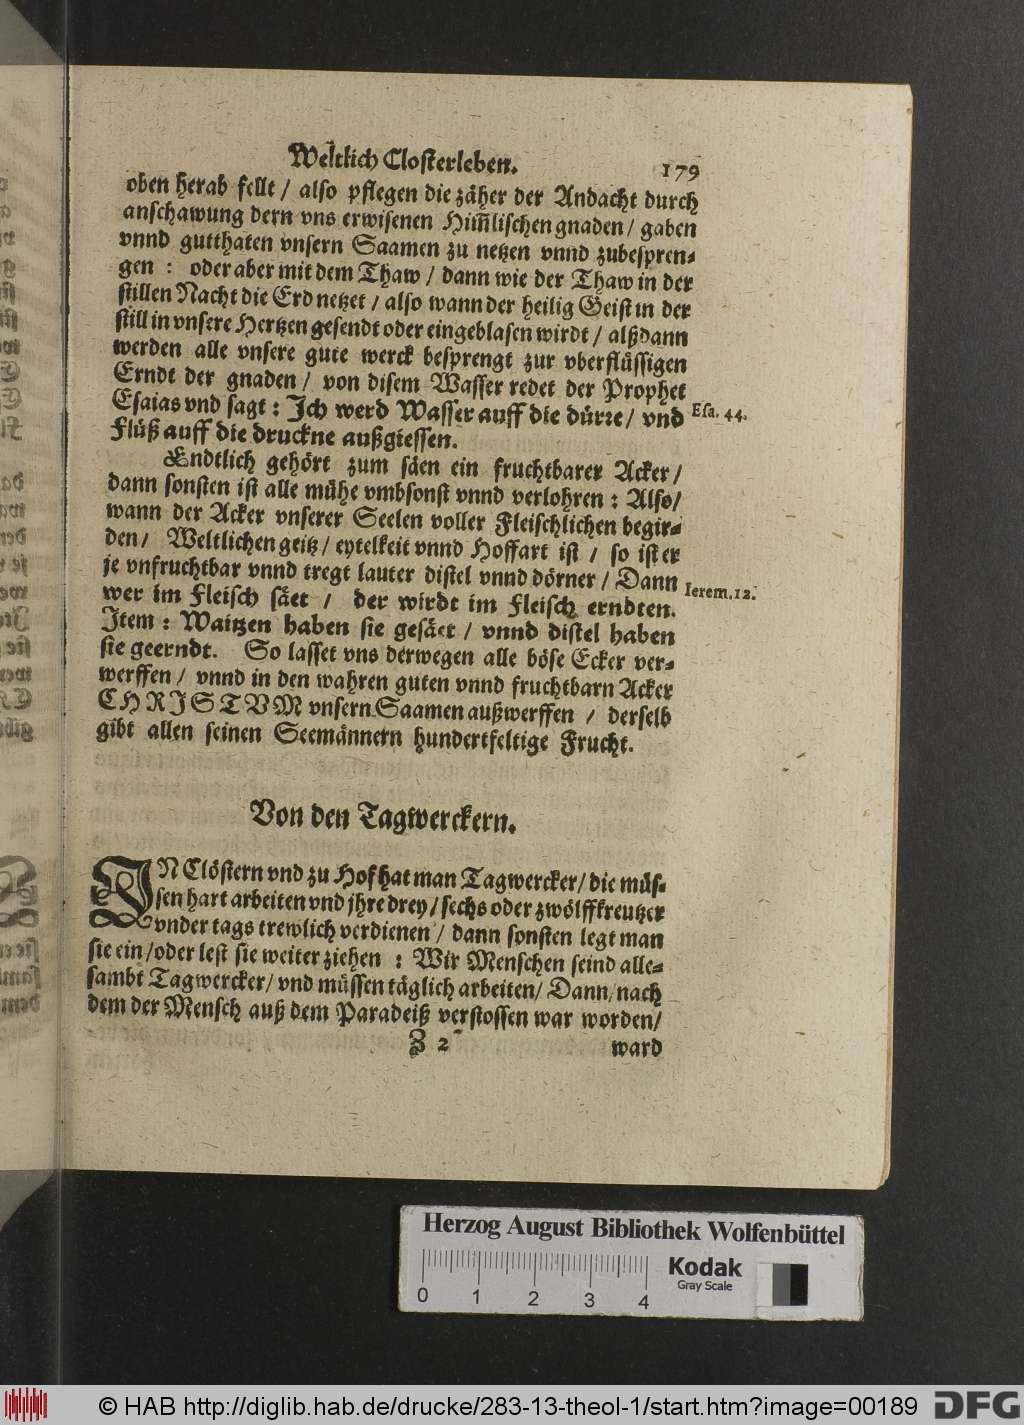 Weltlich Closterleben. 179
oben herab fellt / also pflegen die zäher der Andacht durch
anschawung dern vns erwisenen Him̃lischen gnaden / gaben
vnnd gutthaten vnsern Saamen zu netzen vnnd zubespren-
gen : oder aber mit dem Thaw / dann wie der Thaw in der
stillen Nacht die Erd netzet / also wann der heilig Geist in der
still in vnsere Hertzen gesendt oder eingeblasen wirdt / alßdann
werden alle vnsere gute werck besprengt zur vberflüssigen
Erndt der gnaden / von disem Wasser redet der Prophet
Esaias vnd sagt : Ich werd Wasser auff die dürre / vnd
Esa. 44.
Flüß auff die druckne außgiessen.
Endtlich gehört zum säen ein fruchtbarer Acker /
dann sonsten ist alle mühe vmbsonst vnnd verlohren : Also /
wann der Acker vnserer Seelen voller Fleischlichen begir-
den / Weltlichen geitz / eytelkeit vnnd Hoffart ist / so ist er
je vnfruchtbar vnnd tregt lauter distel vnnd dörner / Dann
Ierem. 12.
wer im Fleisch säet / der wirdt im Fleisch erndten.
Item : Waitzen haben sie gesäet / vnnd distel haben
sie geerndt. So lasset vns derwegen alle böse Ecker ver-
werffen / vnnd in den wahren guten vnnd fruchtbarn Acker
CHRISTVM vnsern Saamen außwerffen / derselb
gibt allen seinen Seemännern hundertfeltige Frucht.
Von den Tagwerckern.
IN Clöstern vnd zu Hof hat man Tagwercker / die müs-
sen hart arbeiten vnd jhre drey / sechs oder zwölff kreutzer
vnder tags trewlich verdienen / dann sonsten legt man
sie ein / oder lest sie weiter ziehen : Wir Menschen seind alle-
sambt Tagwercker / vnd müssen täglich arbeiten / Dann / nach
dem der Mensch auß dem Paradeiß verstossen war worden /
Z 2 ward
Herzog August Bibliothek Wolfenbüttel
0 1 2 3 4
Kodak
Gray Scale
© HAB http://diglib.hab.de/drucke/283-13-theol-1/start.htm?image=00189
DFG